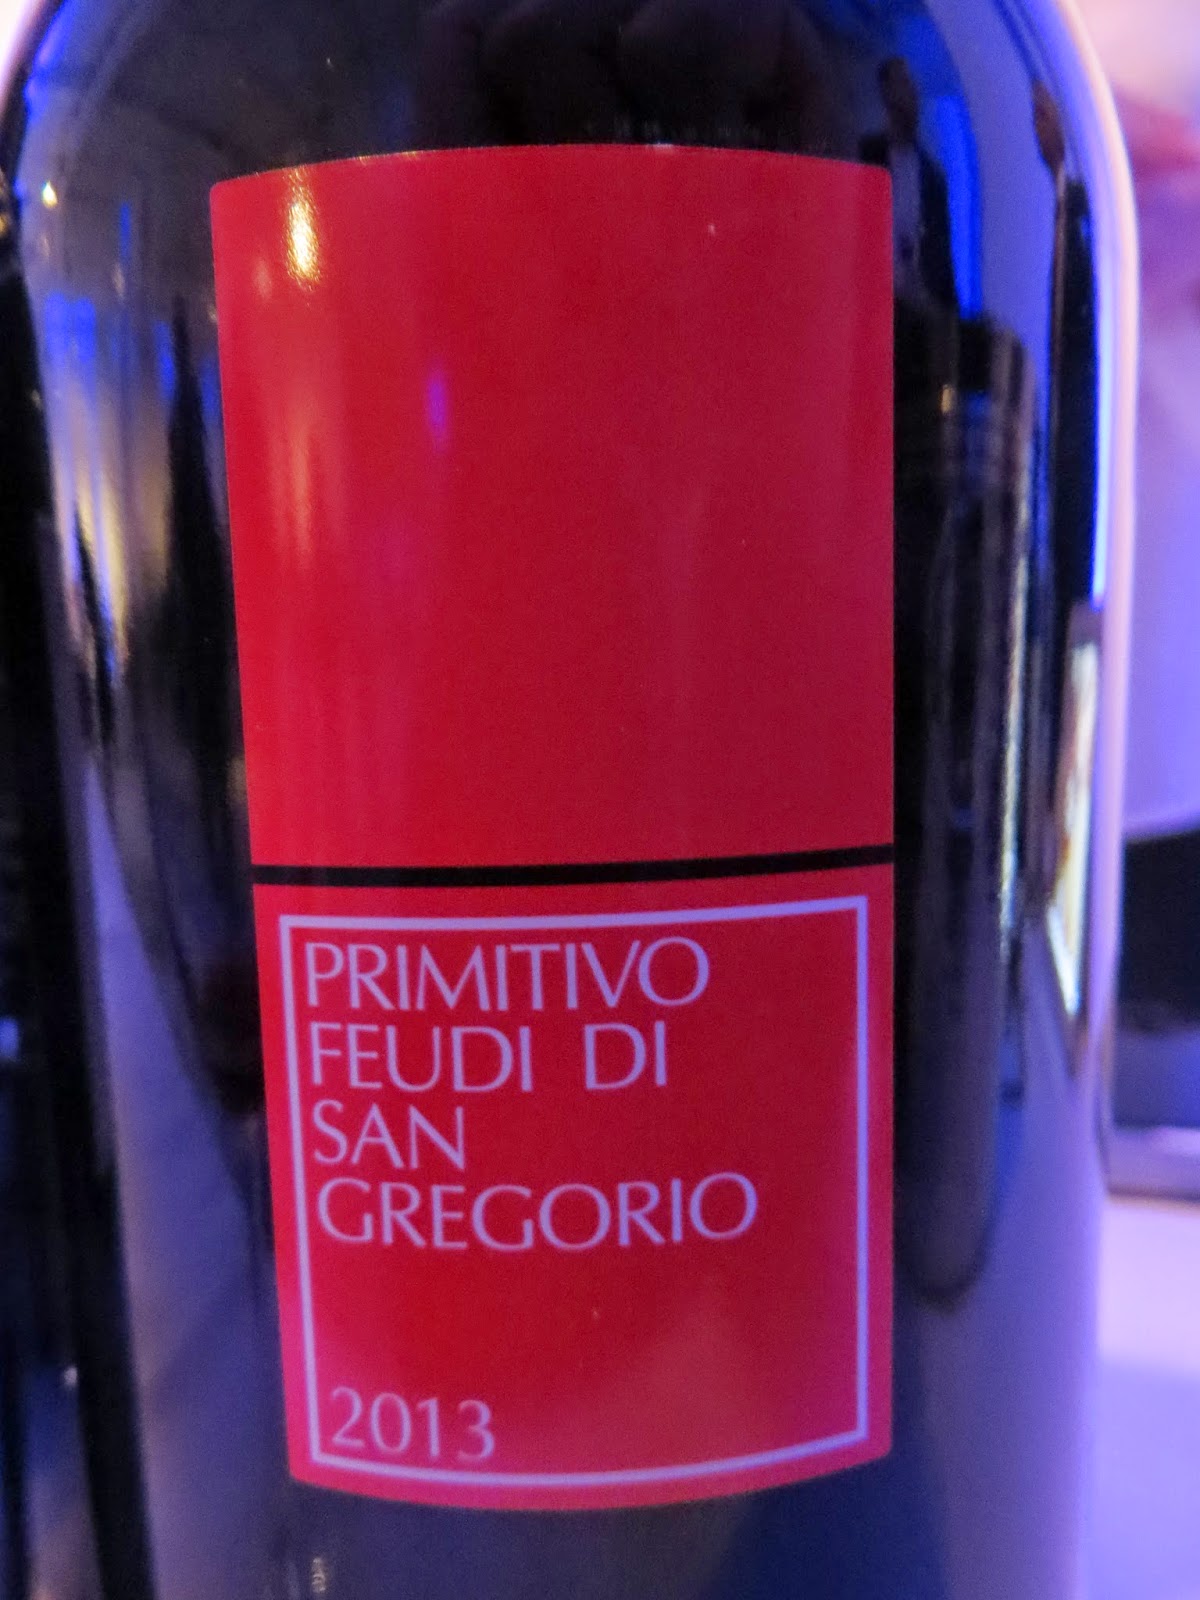 PRIMITIVO
FEUDI DI
SAN
GREGORIO
2013